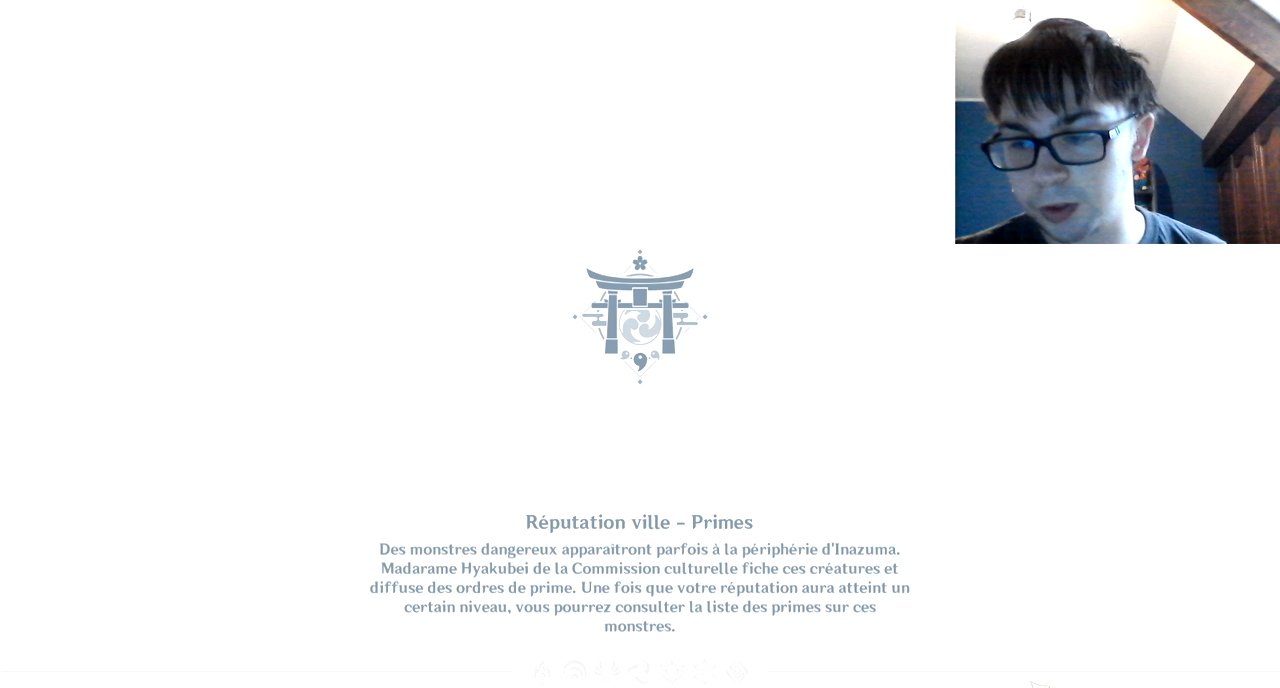 Réputation ville - Primes
Des monstres dangereux apparaîtront parfois à la périphérie d'Inazuma.
Madarame Hyakubei de la Commission culturelle fiche ces créatures et
diffuse des ordres de prime. Une fois que votre réputation aura atteint un
certain niveau, vous pourrez consulter la liste des primes sur ces
monstres.